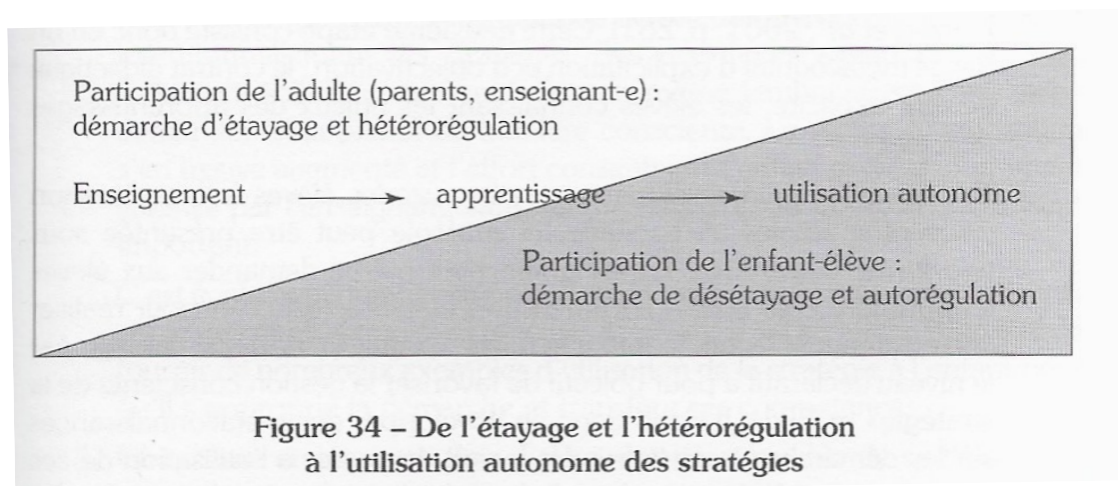 Participation de l'adulte (parents, enseignant-e) :
démarche d'étayage et hétérorégulation
Enseignement → apprentissage → utilisation autonome
Participation de l'enfant-élève :
démarche de désétayage et autorégulation
Figure 34 – De l'étayage et l'hétérorégulation
à l'utilisation autonome des stratégies